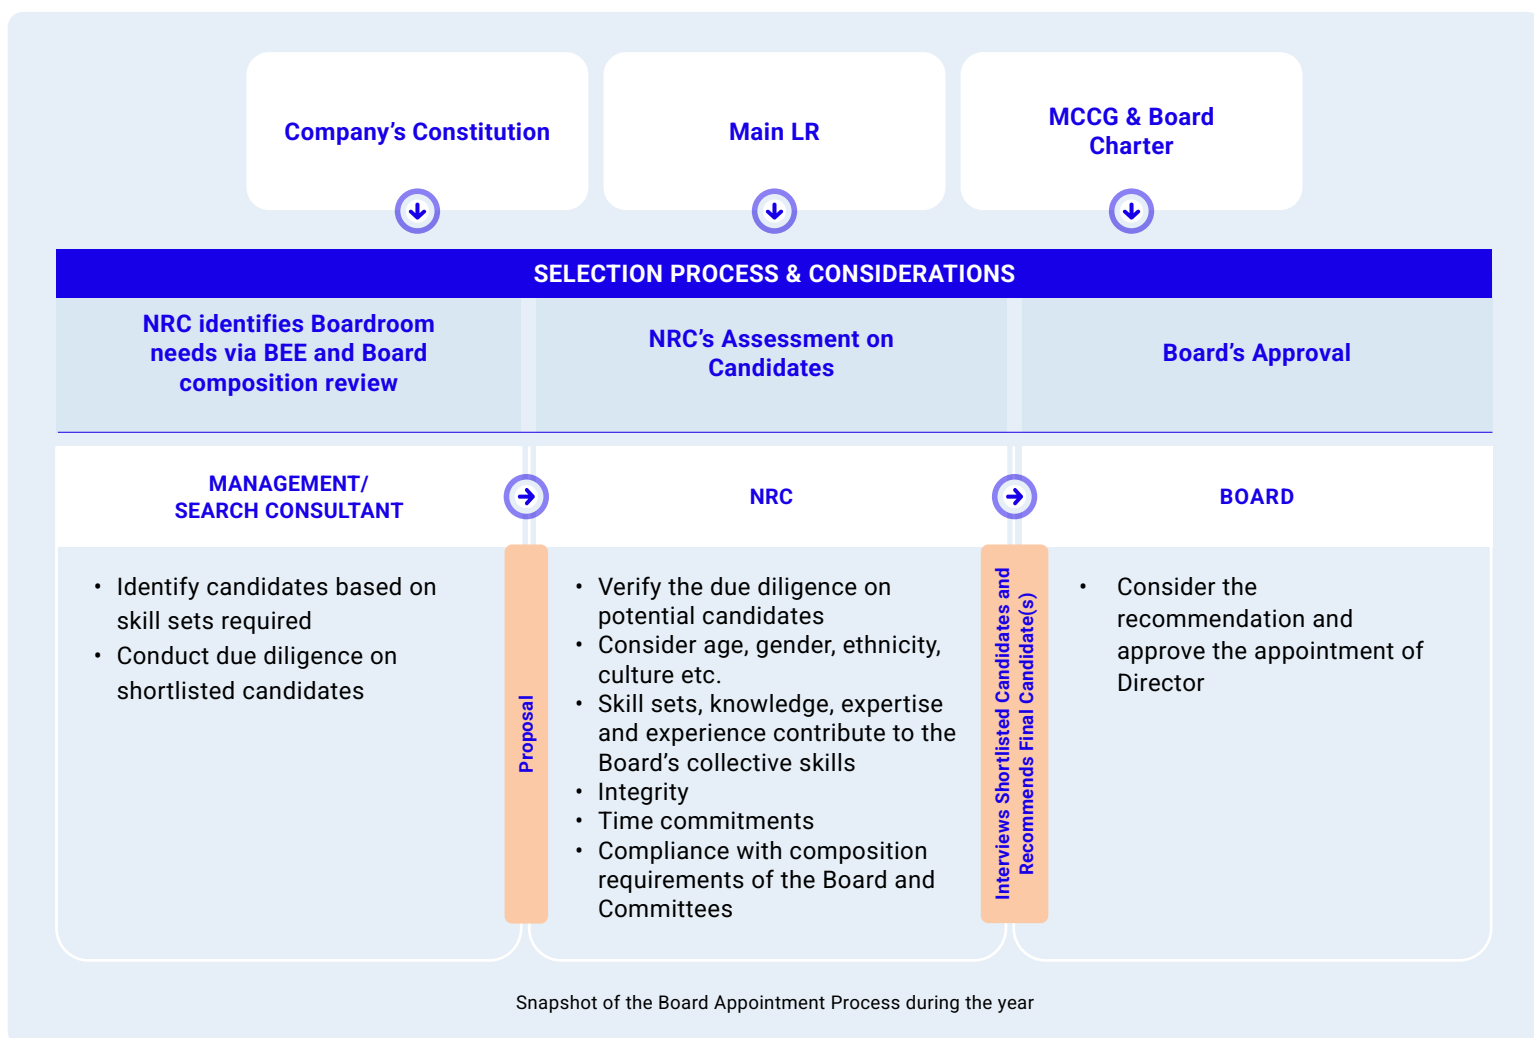 Company’s Constitution
Main LR
MCCG & Board
Charter
SELECTION PROCESS & CONSIDERATIONS
NRC identifies Boardroom
needs via BEE and Board
composition review
NRC’s Assessment on
Candidates
Board’s Approval
MANAGEMENT/
SEARCH CONSULTANT
NRC
BOARD
• Identify candidates based on
skill sets required
• Conduct due diligence on
shortlisted candidates
Proposal
• Verify the due diligence on
potential candidates
• Consider age, gender, ethnicity,
culture etc.
• Skill sets, knowledge, expertise
and experience contribute to the
Board’s collective skills
• Integrity
• Time commitments
• Compliance with composition
requirements of the Board and
Committees
Interviews Shortlisted Candidates and
Recommends Final Candidate(s)
• Consider the
recommendation and
approve the appointment of
Director
Snapshot of the Board Appointment Process during the year